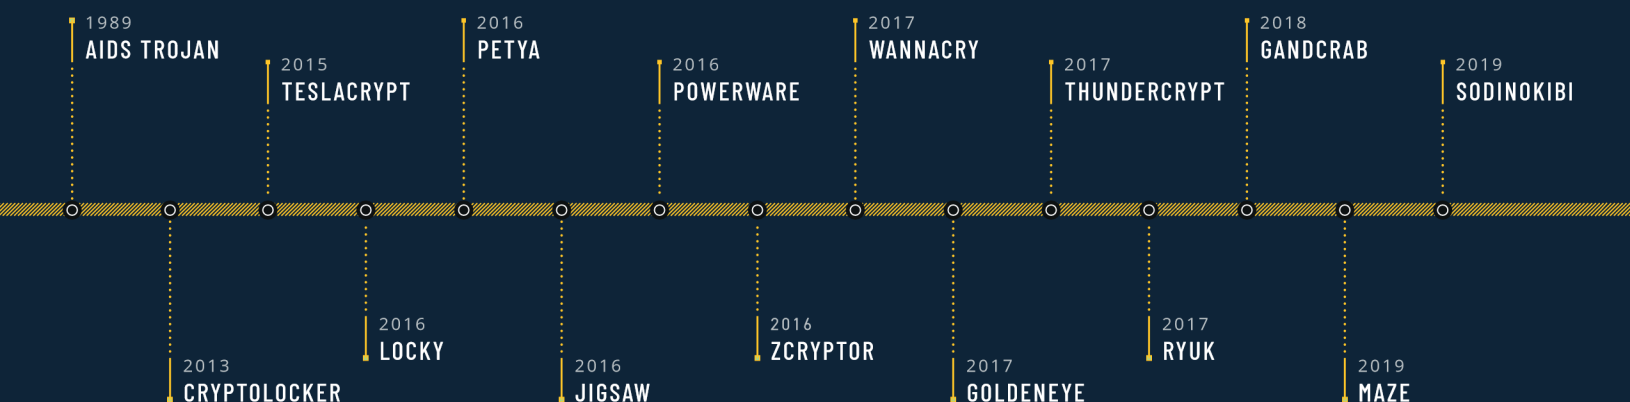 1989
AIDS TROJAN
2013
CRYPTOLOCKER
2015
TESLACRYPT
2016
LOCKY
2016
PETYA
2016
JIGSAW
2016
POWERWARE
2016
ZCRYPTOR
2017
WANNACRY
2017
GOLDENEYE
2017
THUNDERCRYPT
2017
RYUK
2018
GANDCRAB
2019
MAZE
2019
SODINOKIBI